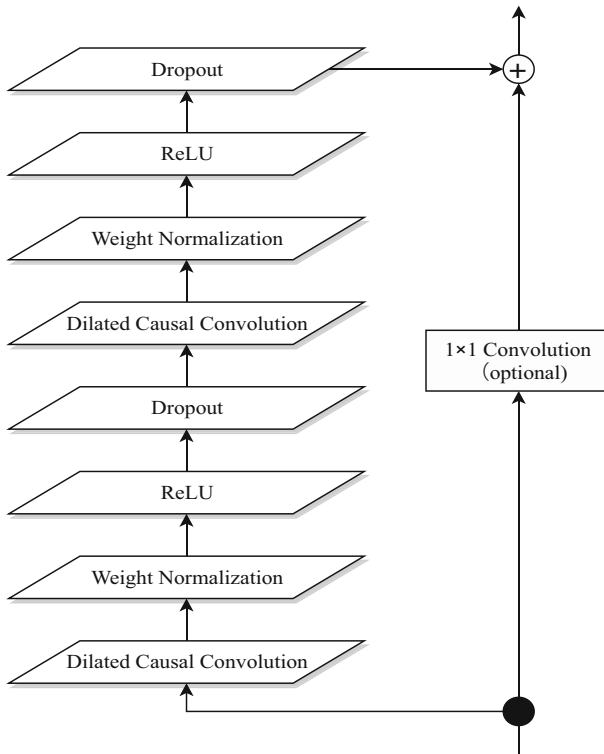 Dropout
+
ReLU
Weight Normalization
Dilated Causal Convolution
1×1 Convolution
(optional)
Dropout
ReLU
Weight Normalization
Dilated Causal Convolution